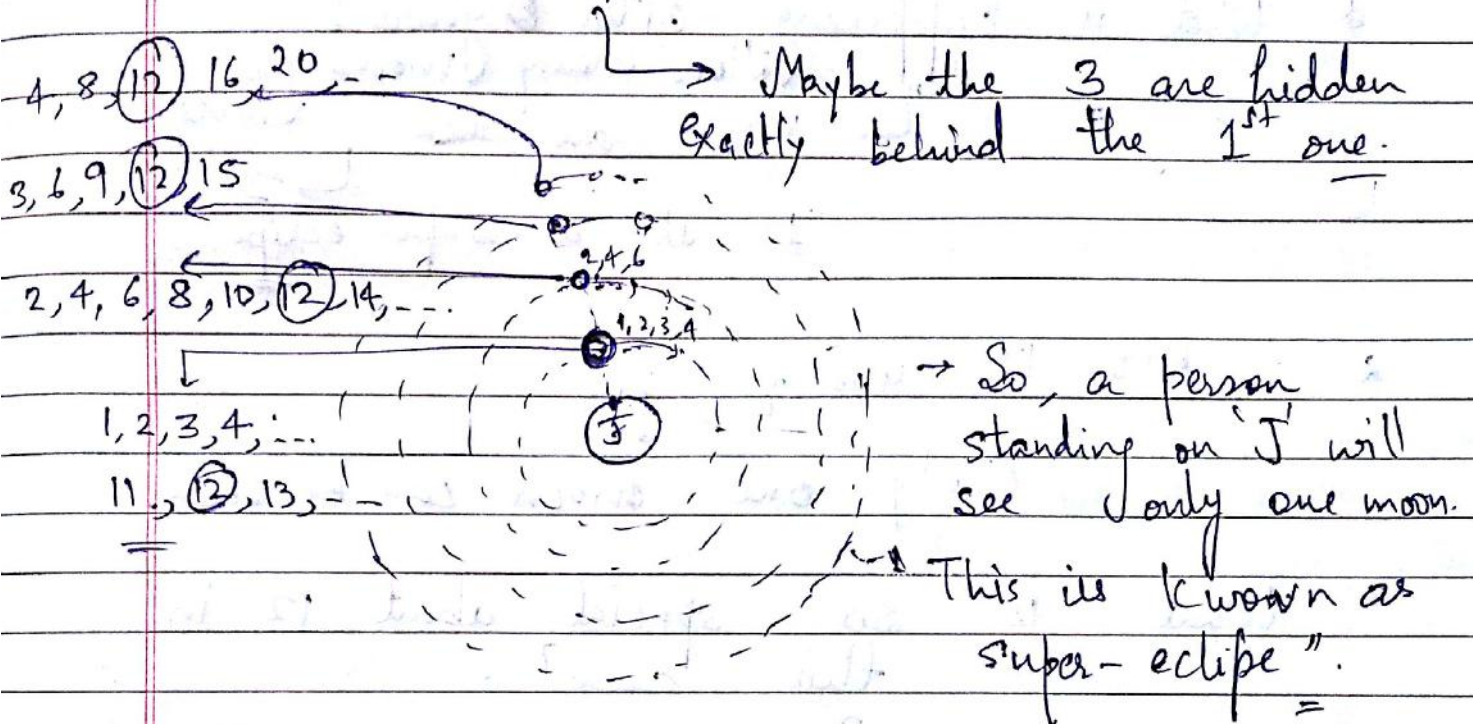 4, 8, 12 16, 20, --
Maybe the 3 are hidden
exactly behind the 1st one.
3, 6, 9, 12, 15
2, 4, 6
2, 4, 6, 8, 10, 12, 14, ----
1, 2, 3, 4
J
→ So, a person
standing on 'J' will
see only one moon.
1, 2, 3, 4, ....
11, 12, 13, ---
This is Known as
super-eclipe".